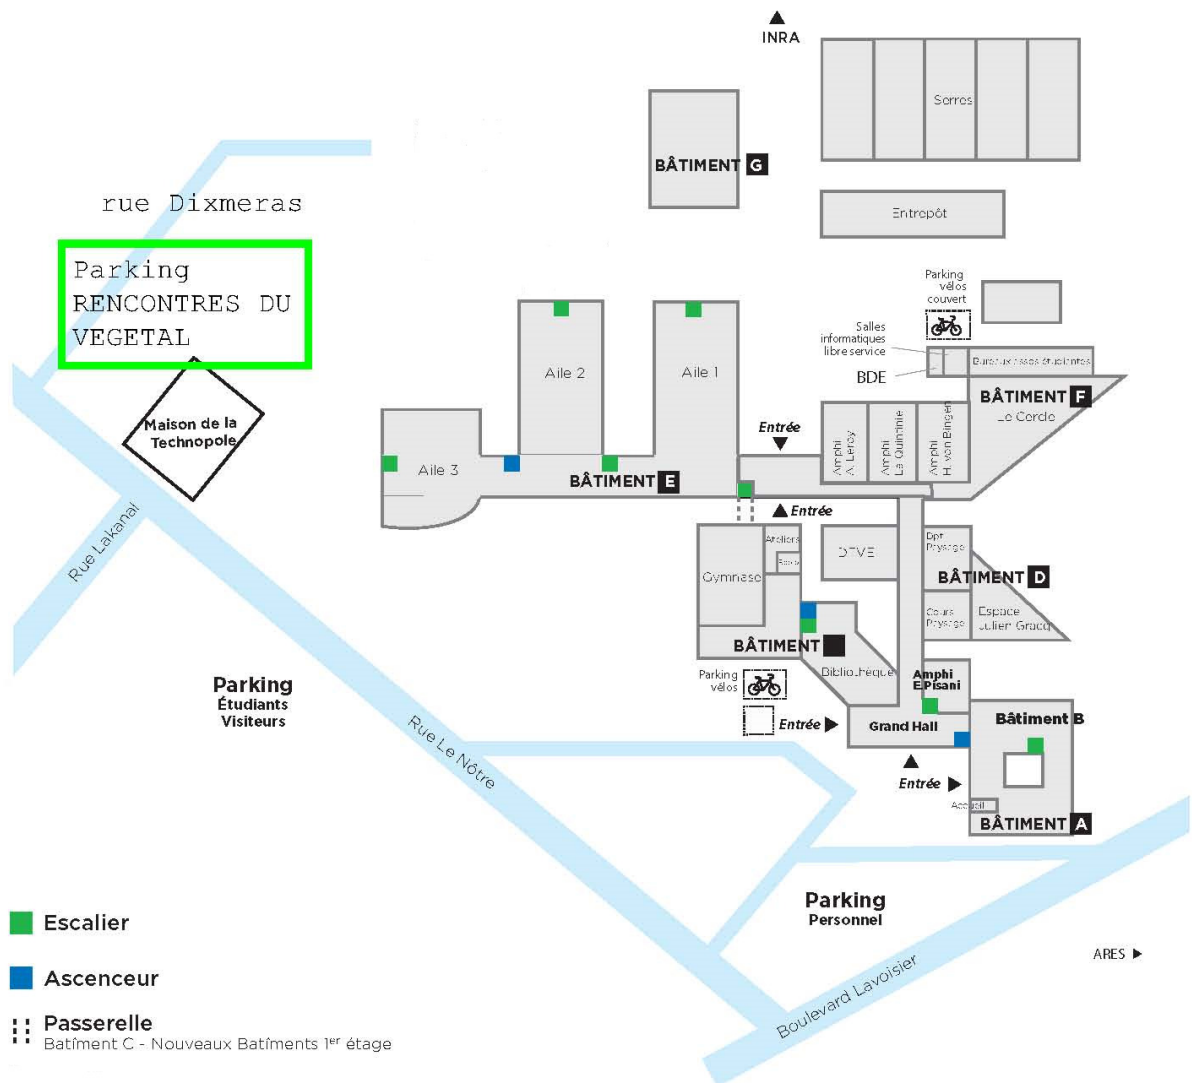 INRA
Serres
BÂTIMENT G
rue Dixmeras
Entrepôt
Parking
RENCONTRES DU
VEGETAL
Parking
vélos
couvert
Salles
informatiques
libre service
BDE
Bureaux assos étudiantes
BÂTIMENT F
Le Cercle
Aile 2
Aile 1
Maison de la
Technopole
Entrée
Amphi
A. Leroy
Amphi
La Quintinie
Amphi
H. von Bingen
Aile 3
BÂTIMENT E
Entrée
Rue Lakanal
Ateliers
Gymnase
Dpt
Paysage
BÂTIMENT D
Cours
Paysage
Espace
Julien Gracq
BÂTIMENT
Bibliothèque
Parking
vélos
Amphi
E.Pisani
Parking
Étudiants
Visiteurs
Entrée
Grand Hall
Bâtiment B
Rue Le Nôtre
Entrée
Accueil
BÂTIMENT A
Parking
Personnel
Escalier
ARES
Ascenceur
Boulevard Lavoisier
Passerelle
Batîment C - Nouveaux Batîments 1er étage